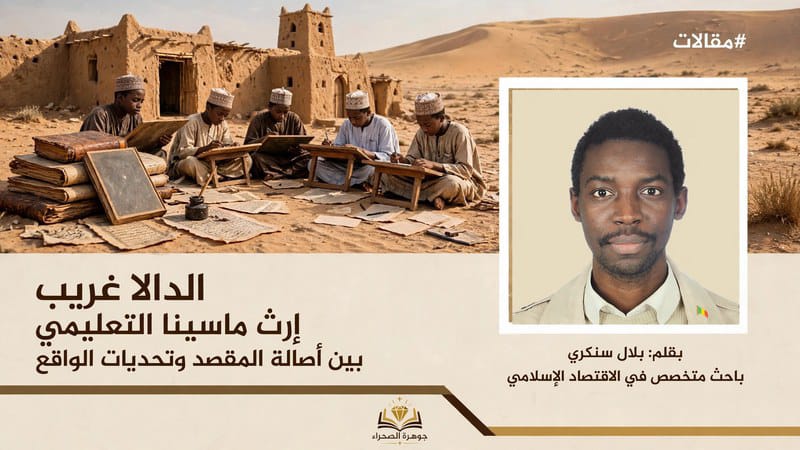 #مقالات
الدالا غريب
إرث ماسينا التعليمي
بين أصالة المقصد وتحديات الواقع
بقلم: بلال سنكري
باحث متخصص في الاقتصاد الإسلامي
جوهرة الصحراء